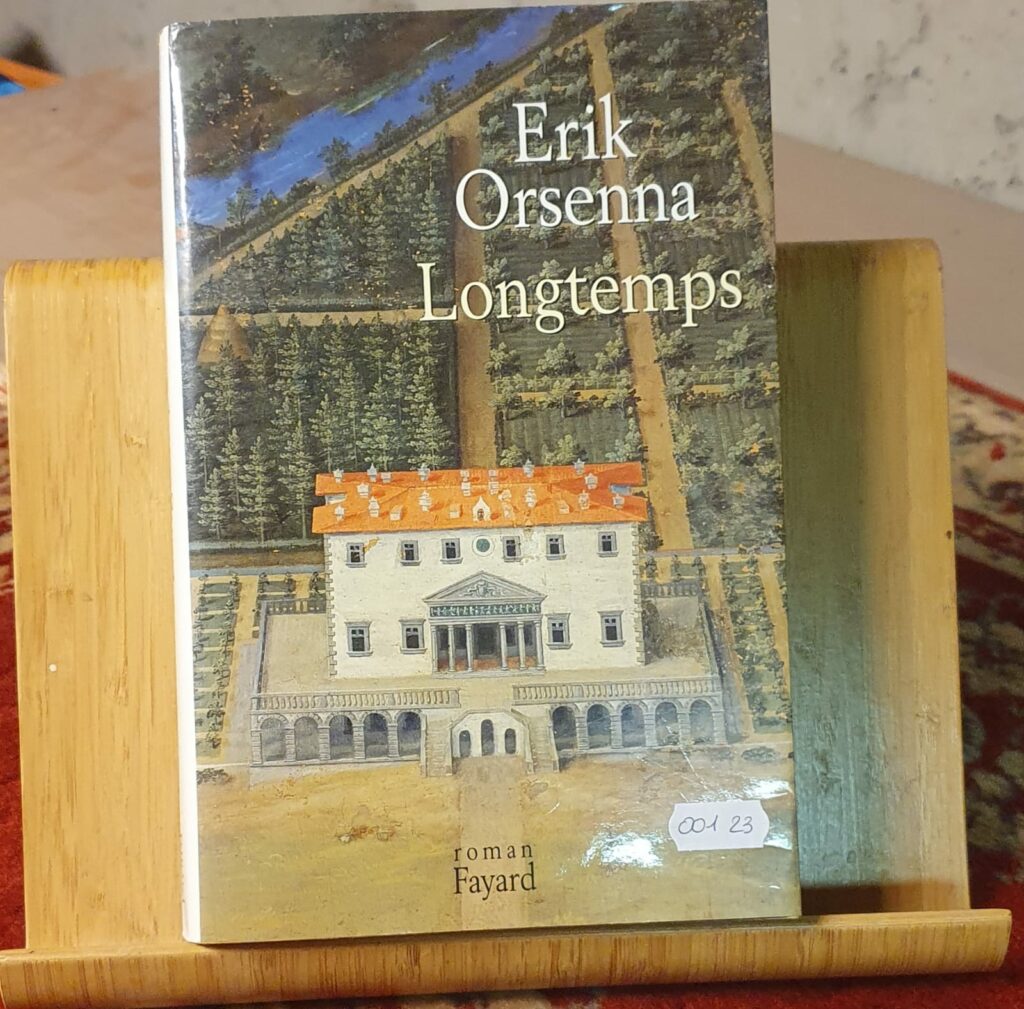 Erik
Orsenna
Longtemps
001 23
roman
Fayard